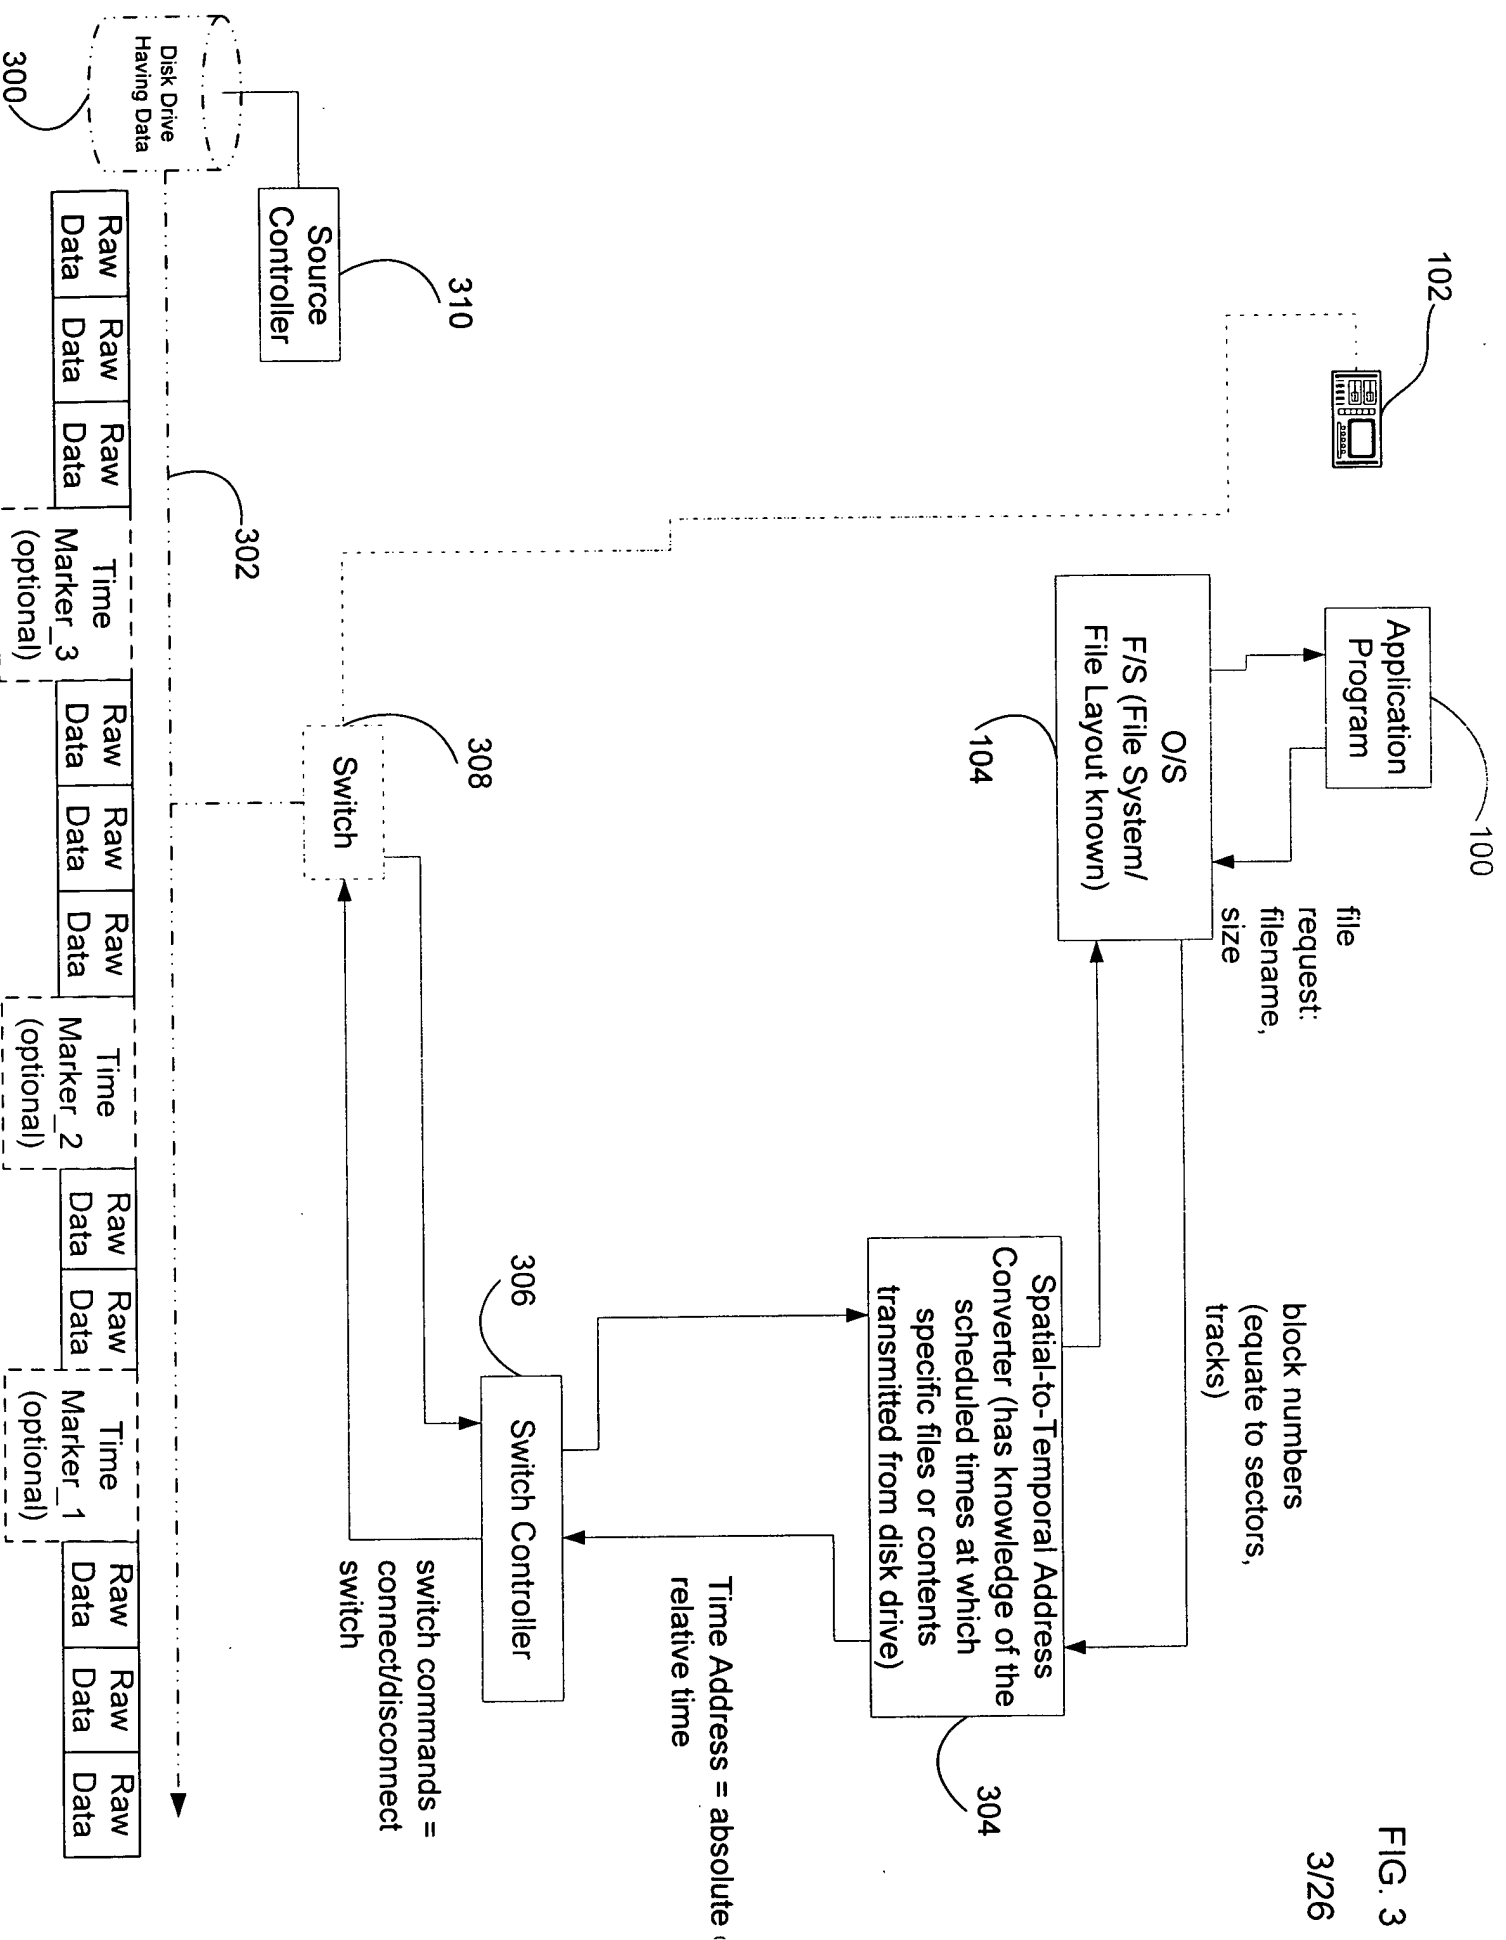 FIG. 3
3/26
100
102
Application
Program
file
request:
filename,
size
block numbers
(equate to sectors,
tracks)
O/S
F/S (File System/
File Layout known)
104
Spatial-to-Temporal Address
Converter (has knowledge of the
scheduled times at which
specific files or contents
transmitted from disk drive)
304
Time Address = absolute
relative time
306
Switch Controller
switch commands =
connect/disconnect
switch
308
Switch
310
Source
Controller
302
Disk Drive
Having Data
300
Raw
Data
Raw
Data
Raw
Data
Time
Marker_3
(optional)
Raw
Data
Raw
Data
Raw
Data
Time
Marker_2
(optional)
Raw
Data
Raw
Data
Time
Marker_1
(optional)
Raw
Data
Raw
Data
Raw
Data